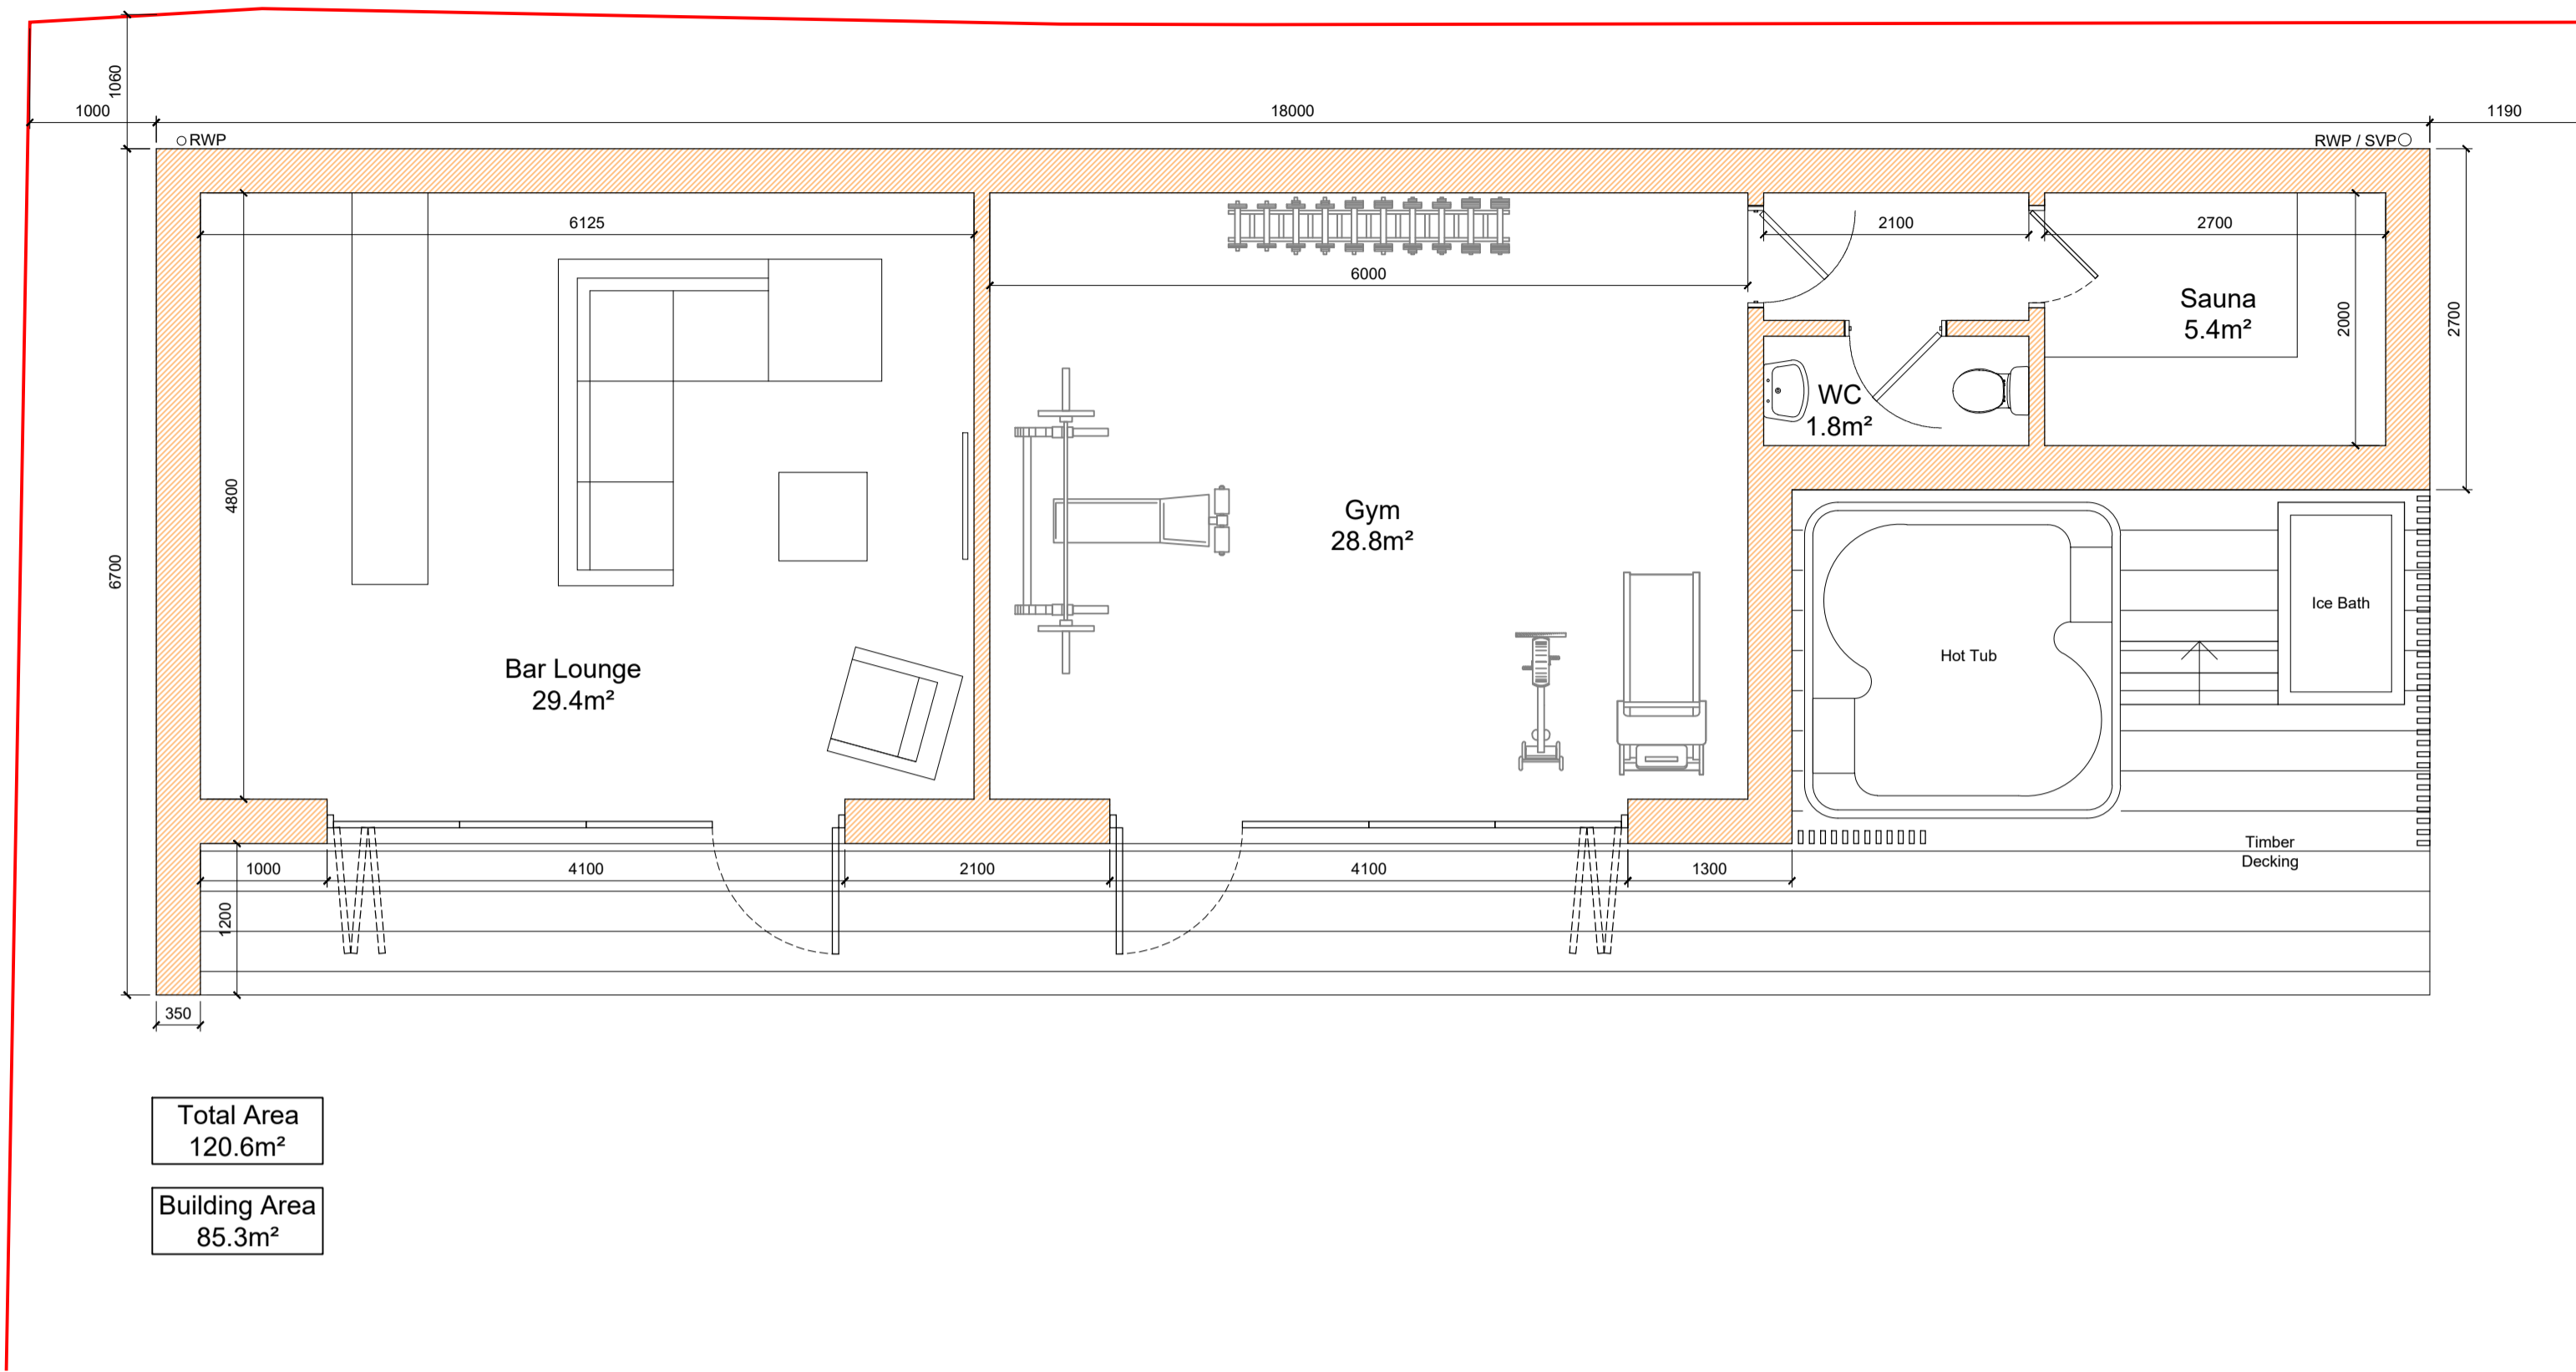 1060
1000
18000
1190
RWP
RWP / SVP
6125
2100
2700
6000
Sauna
5.4m²
2000
2700
WC
1.8m²
4800
Gym
28.8m²
6700
Ice Bath
Hot Tub
Bar Lounge
29.4m²
Timber
Decking
1000
4100
2100
4100
1300
1200
350
Total Area
120.6m²
Building Area
85.3m²